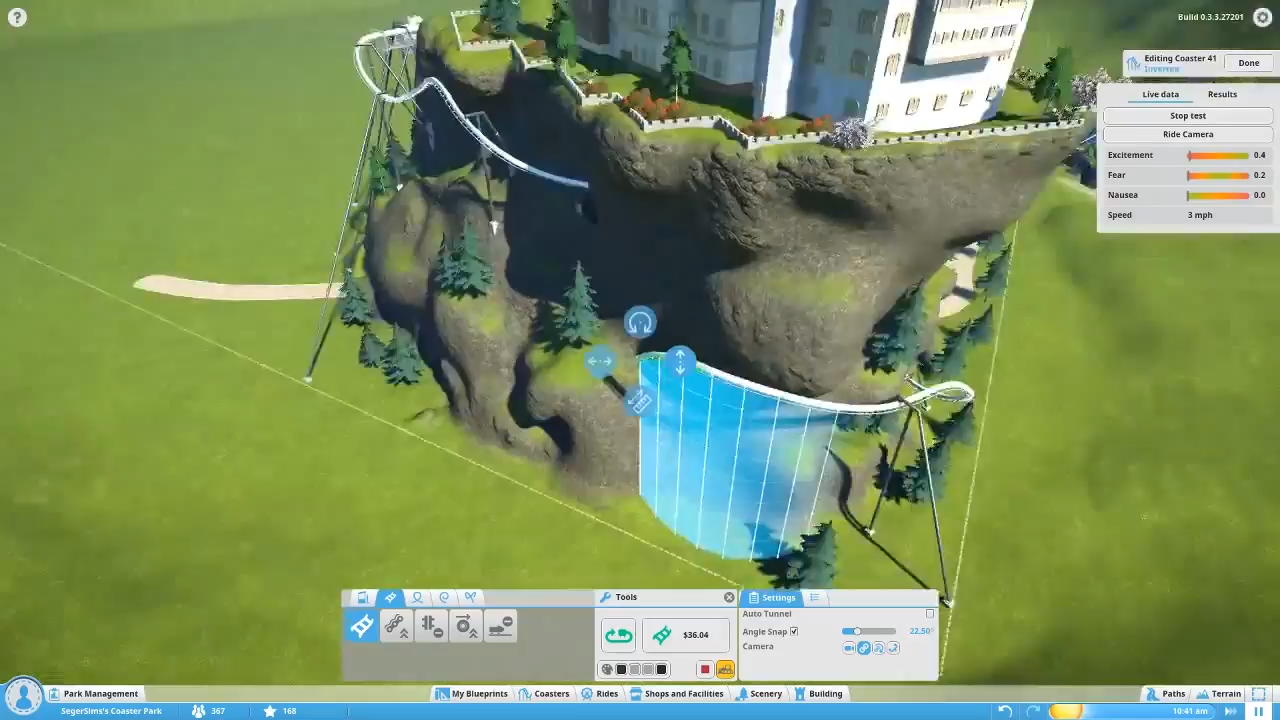 ?
Build 0.3.3.27201
Editing Coaster 41
Inverted
Done
Live data
Results
Stop test
Ride Camera
Excitement 0.4
Fear 0.2
Nausea 0.0
Speed 3 mph
Tools
Settings
$36.04
Auto Tunnel
Angle Snap
22.50°
Camera
Park Management
My Blueprints
Coasters
Rides
Shops and Facilities
Scenery
Building
Paths
Terrain
SegerSims's Coaster Park
367
168
10:41 am